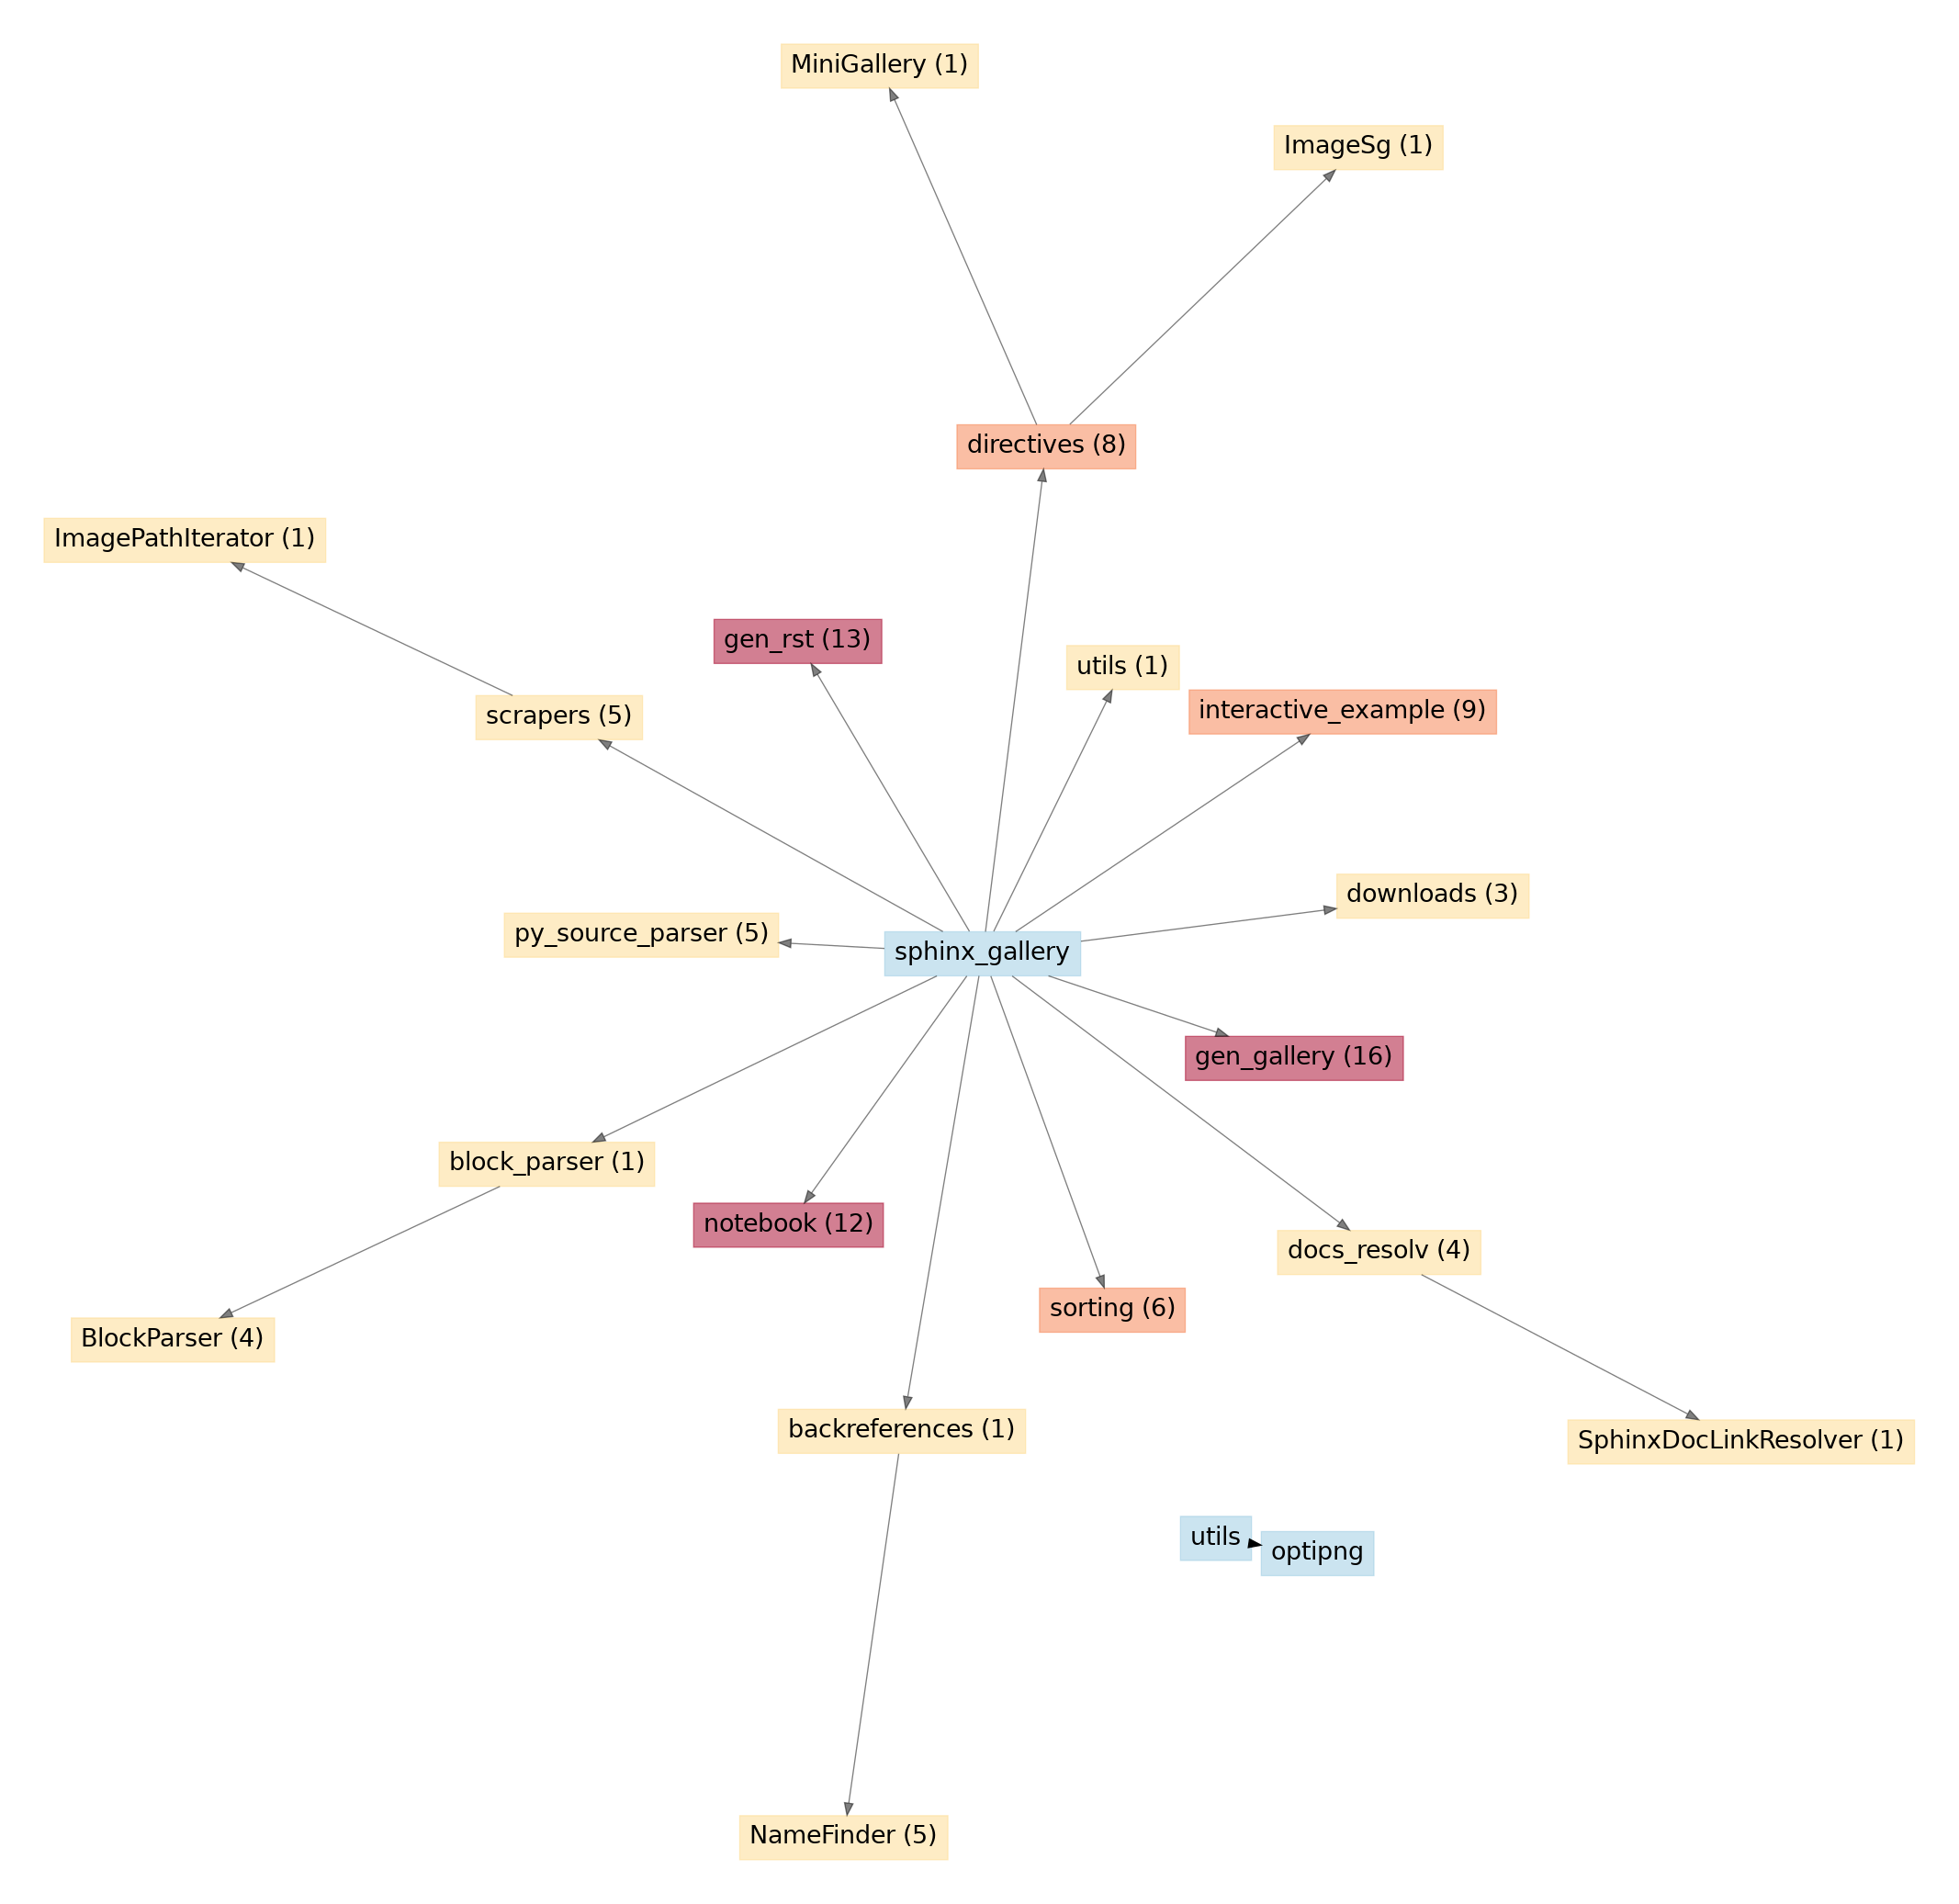 MiniGallery (1)
ImageSg (1)
directives (8)
ImagePathIterator (1)
gen_rst (13)
utils (1)
scrapers (5)
interactive_example (9)
downloads (3)
py_source_parser (5)
sphinx_gallery
gen_gallery (16)
block_parser (1)
notebook (12)
docs_resolv (4)
sorting (6)
BlockParser (4)
backreferences (1)
SphinxDocLinkResolver (1)
utils
optipng
NameFinder (5)